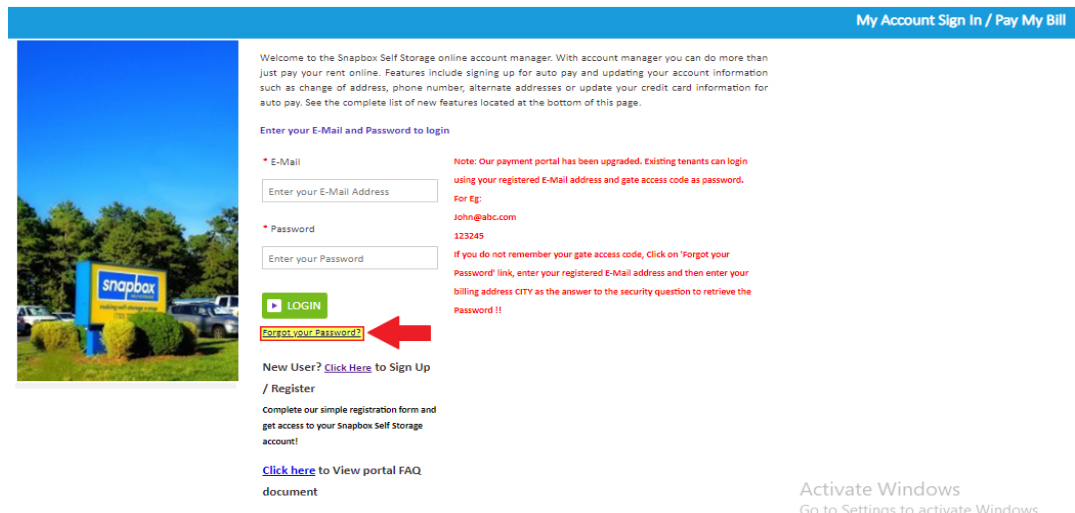 My Account Sign In / Pay My Bill
Welcome to the Snapbox Self Storage online account manager. With account manager you can do more than
just pay your rent online. Features include signing up for auto pay and updating your account information
such as change of address, phone number, alternate addresses or update your credit card information for
auto pay. See the complete list of new features located at the bottom of this page.
Enter your E-Mail and Password to login
* E-Mail
Enter your E-Mail Address
* Password
Enter your Password
LOGIN
Forgot your Password?
New User? Click Here to Sign Up
/ Register
Complete our simple registration form and
get access to your Snapbox Self Storage
account!
Click here to View portal FAQ
document
Note: Our payment portal has been upgraded. Existing tenants can login
using your registered E-Mail address and gate access code as password.
For Eg:
John@abc.com
123245
If you do not remember your gate access code, Click on 'Forgot your
Password' link, enter your registered E-Mail address and then enter your
billing address CITY as the answer to the security question to retrieve the
Password !!
snapbox
Activate Windows
Go to Settings to activate Windows.